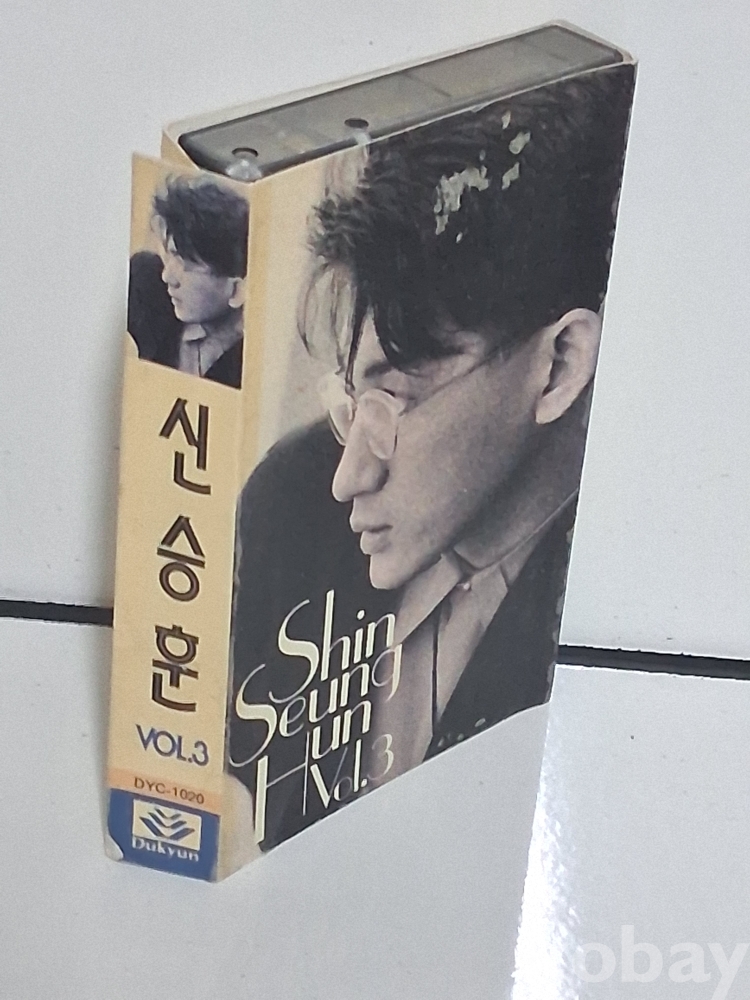 신승훈
VOL.3
DYC-1020
Dukyun
Shin
Seung
Hun
Vol.3
obay